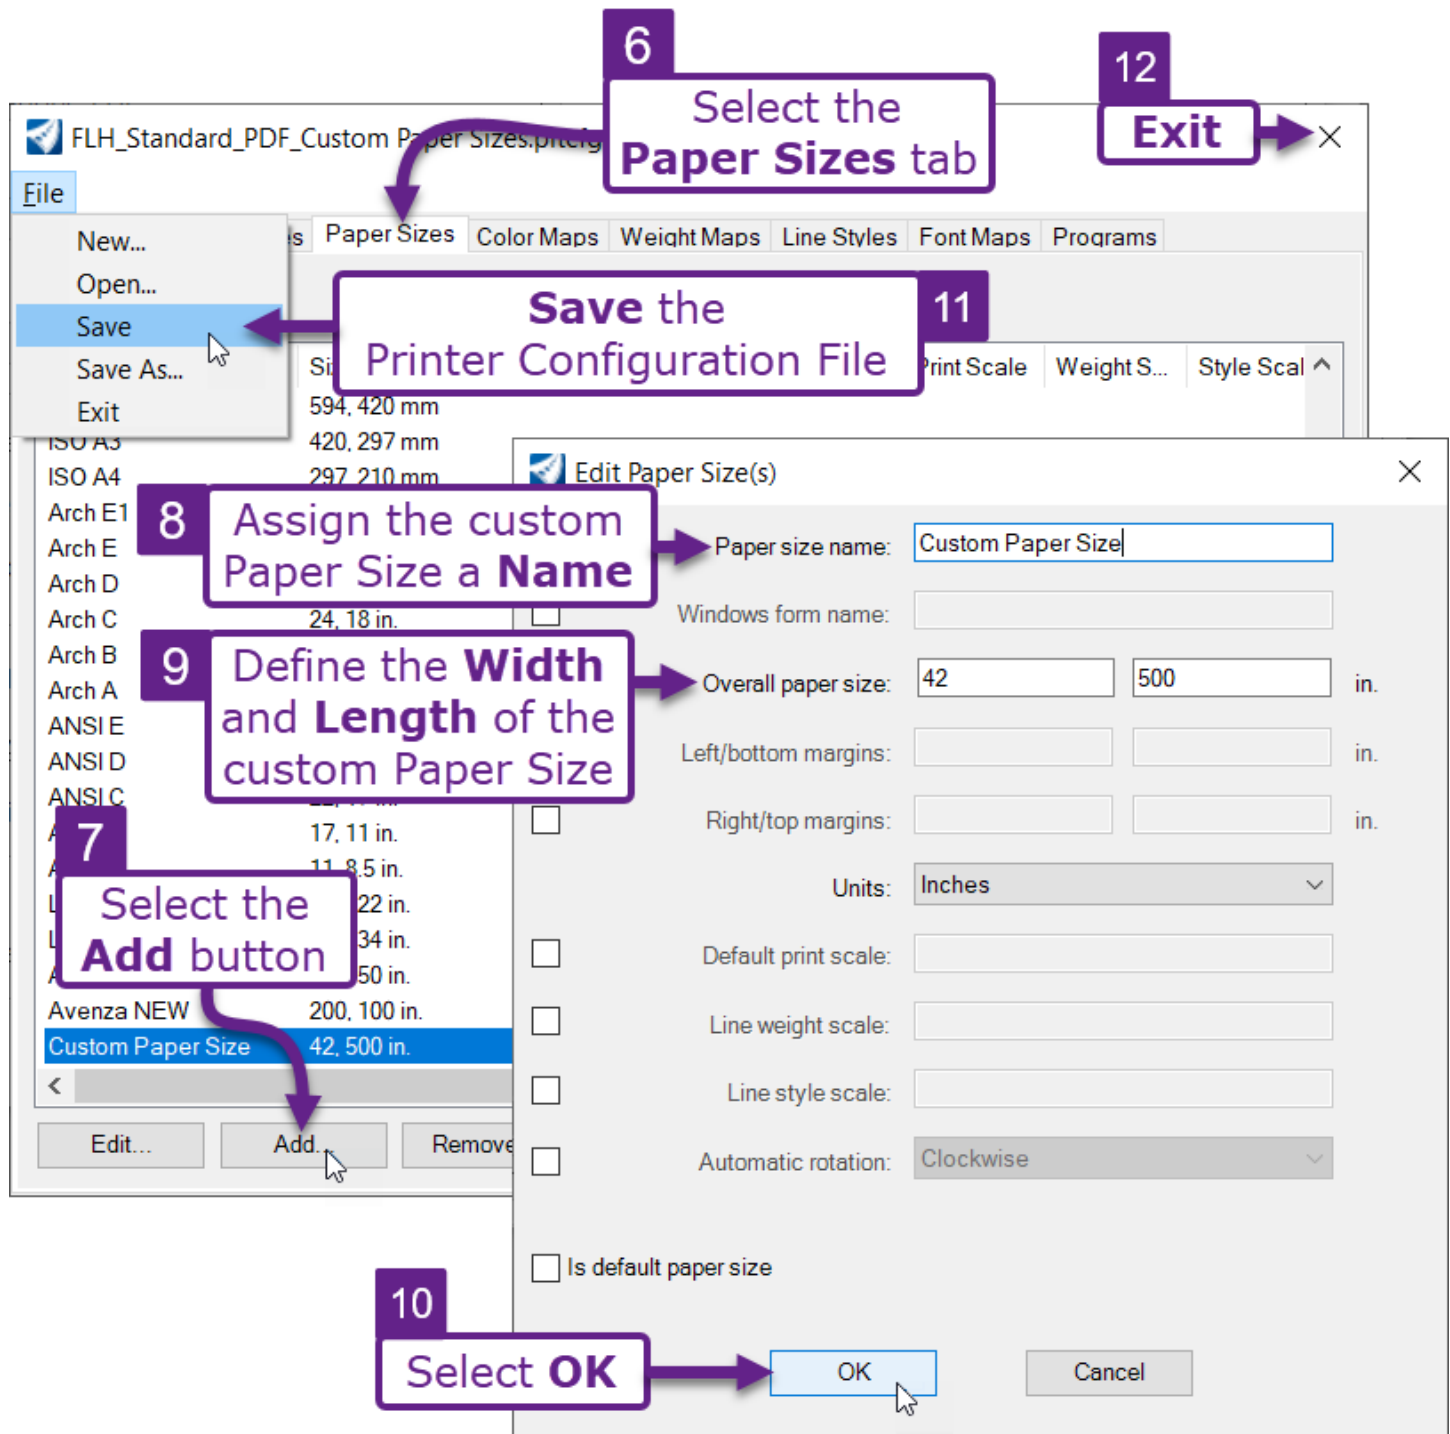 6
Select the
Paper Sizes tab
12
Exit
FLH_Standard_PDF_Custom Paper Sizes.pltcfg
File
New...
Open...
Save
Save As...
Exit
Paper Sizes
Color Maps
Weight Maps
Line Styles
Font Maps
Programs
Save the
Printer Configuration File
11
Print Scale
Weight S...
Style Scal
594, 420 mm
ISO A3 420, 297 mm
ISO A4 297, 210 mm
Arch E1
Arch E
Arch D
Arch C 24, 18 in.
Arch B
Arch A
ANSI E
ANSI D
ANSI C
17, 11 in.
11, 8.5 in.
22 in.
34 in.
50 in.
Avenza NEW 200, 100 in.
Custom Paper Size 42, 500 in.
Edit...
Add...
Remove
7
Select the
Add button
8
Assign the custom
Paper Size a Name
9
Define the Width
and Length of the
custom Paper Size
Edit Paper Size(s)
Paper size name: Custom Paper Size
Windows form name:
Overall paper size: 42 500 in.
Left/bottom margins: in.
Right/top margins: in.
Units: Inches
Default print scale:
Line weight scale:
Line style scale:
Automatic rotation: Clockwise
Is default paper size
10
Select OK
OK
Cancel